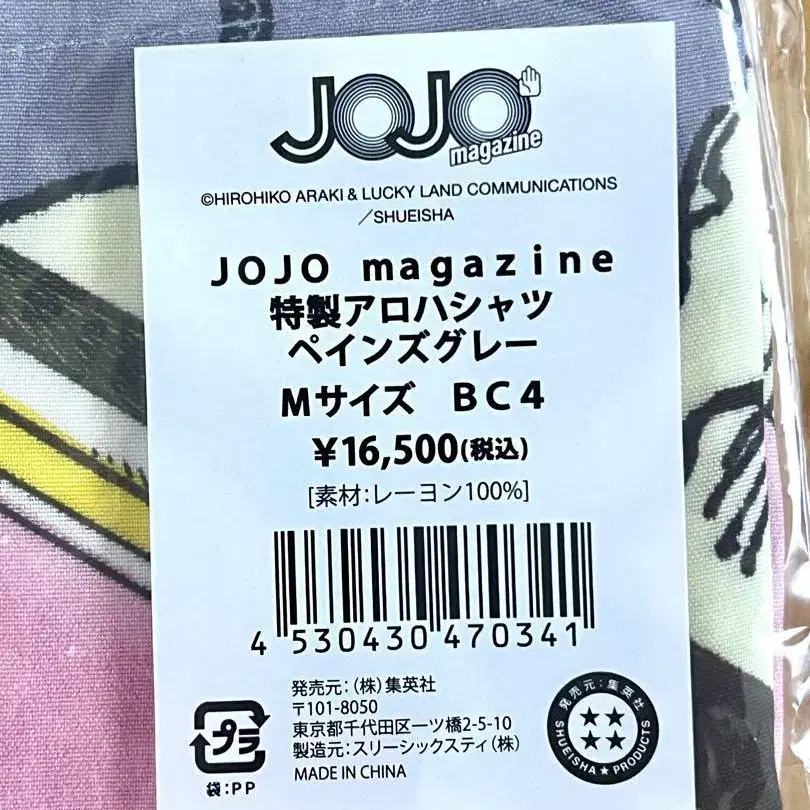 JOJO
magazine
©HIROHIKO ARAKI & LUCKY LAND COMMUNICATIONS
／SHUEISHA
JOJO magazine
特製アロハシャツ
ペインズグレー
Mサイズ BC4
¥16,500(税込)
[素材:レーヨン100%]
4 530430 470341
プラ
袋:PP
発売元:(株)集英社
〒101-8050
東京都千代田区一ツ橋2-5-10
製造元:スリーシックスティ(株)
MADE IN CHINA
発売元:集英社
SHUEISHA★PRODUCTS